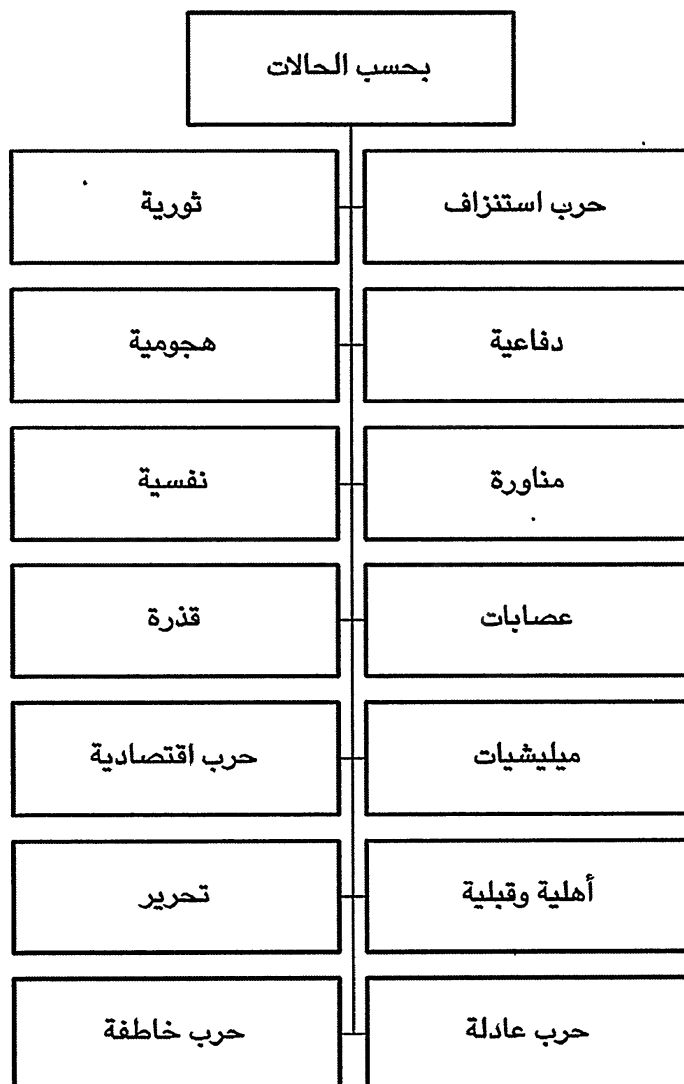 بحسب الحالات
حرب استنزاف
ثورية
دفاعية
هجومية
مناورة
نفسية
عصابات
قذرة
ميليشيات
حرب اقتصادية
أهلية وقبلية
تحرير
حرب عادلة
حرب خاطفة